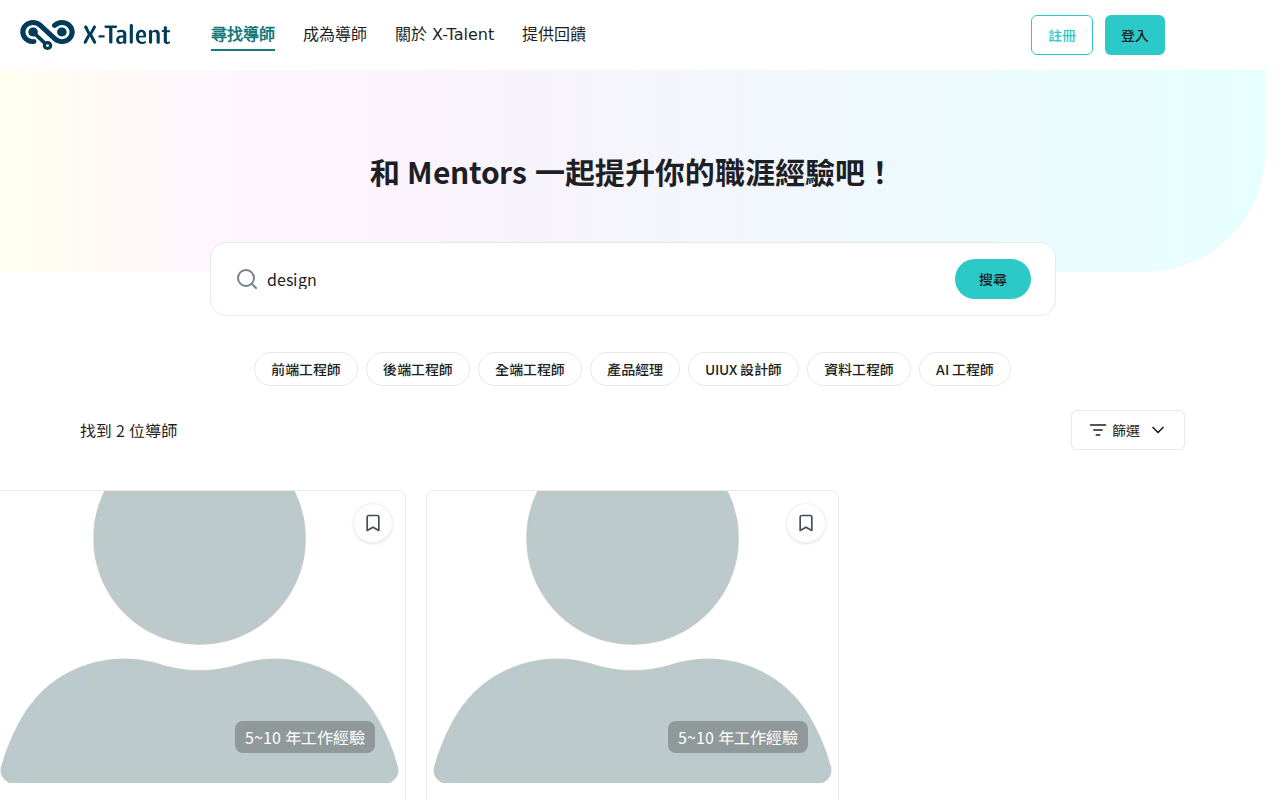 X-Talent
尋找導師
成為導師
關於 X-Talent
提供回饋
註冊
登入
和 Mentors 一起提升你的職涯經驗吧！
design
搜尋
前端工程師
後端工程師
全端工程師
產品經理
UIUX 設計師
資料工程師
AI 工程師
找到 2 位導師
篩選
5~10 年工作經驗
5~10 年工作經驗